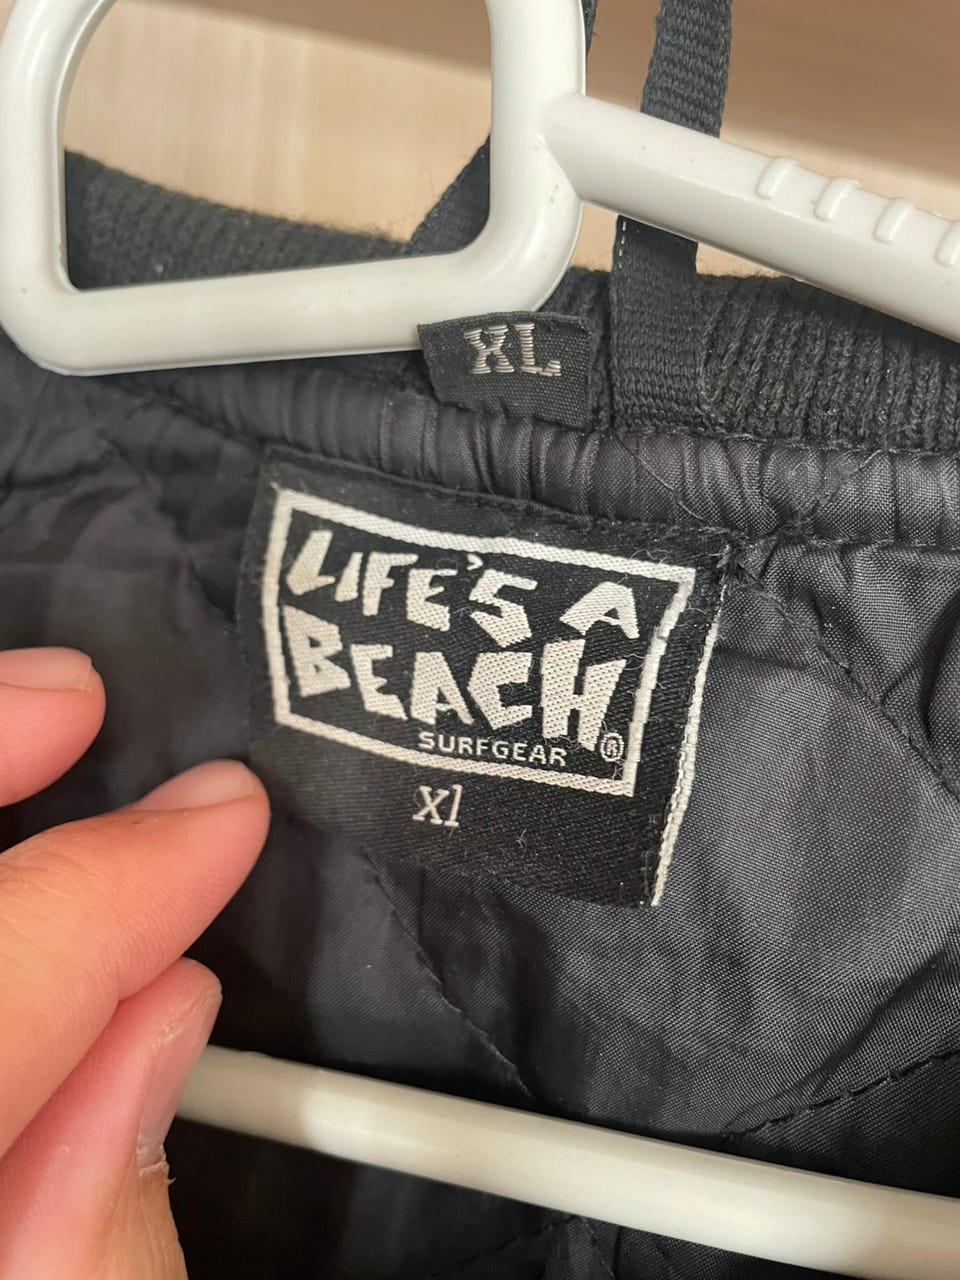 XL
LIFE'S A
BEACH
SURFGEAR ®
xl